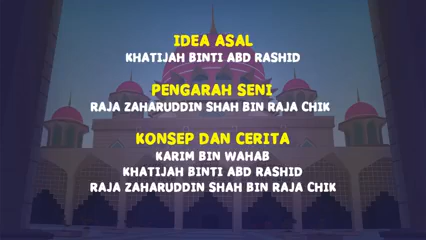 IDEA ASAL
KHATIJAH BINTI ABD RASHID
PENGARAH SENI
RAJA ZAHARUDDIN SHAH BIN RAJA CHIK
KONSEP DAN CERITA
KARIM BIN WAHAB
KHATIJAH BINTI ABD RASHID
RAJA ZAHARUDDIN SHAH BIN RAJA CHIK